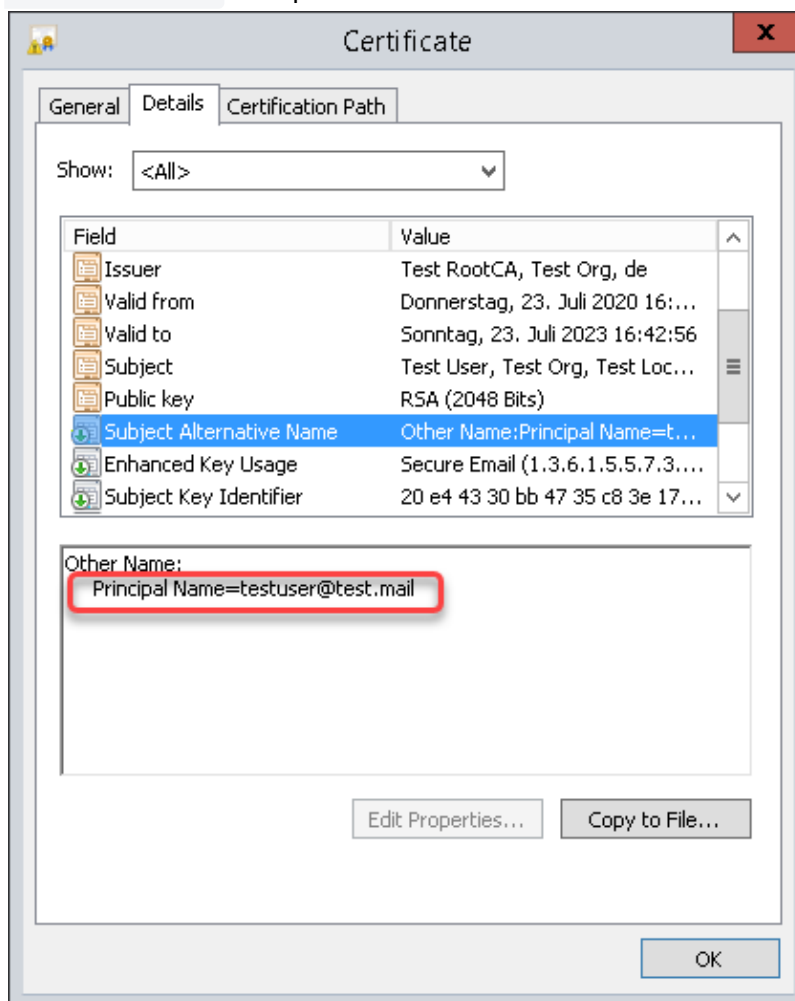 Certificate
x
General Details Certification Path
Show: <All>
Field Value
Issuer Test RootCA, Test Org, de
Valid from Donnerstag, 23. Juli 2020 16:...
Valid to Sonntag, 23. Juli 2023 16:42:56
Subject Test User, Test Org, Test Loc...
Public key RSA (2048 Bits)
Subject Alternative Name Other Name:Principal Name=t...
Enhanced Key Usage Secure Email (1.3.6.1.5.5.7.3....
Subject Key Identifier 20 e4 43 30 bb 47 35 c8 3e 17...
Other Name:
Principal Name=testuser@test.mail
Edit Properties... Copy to File...
OK